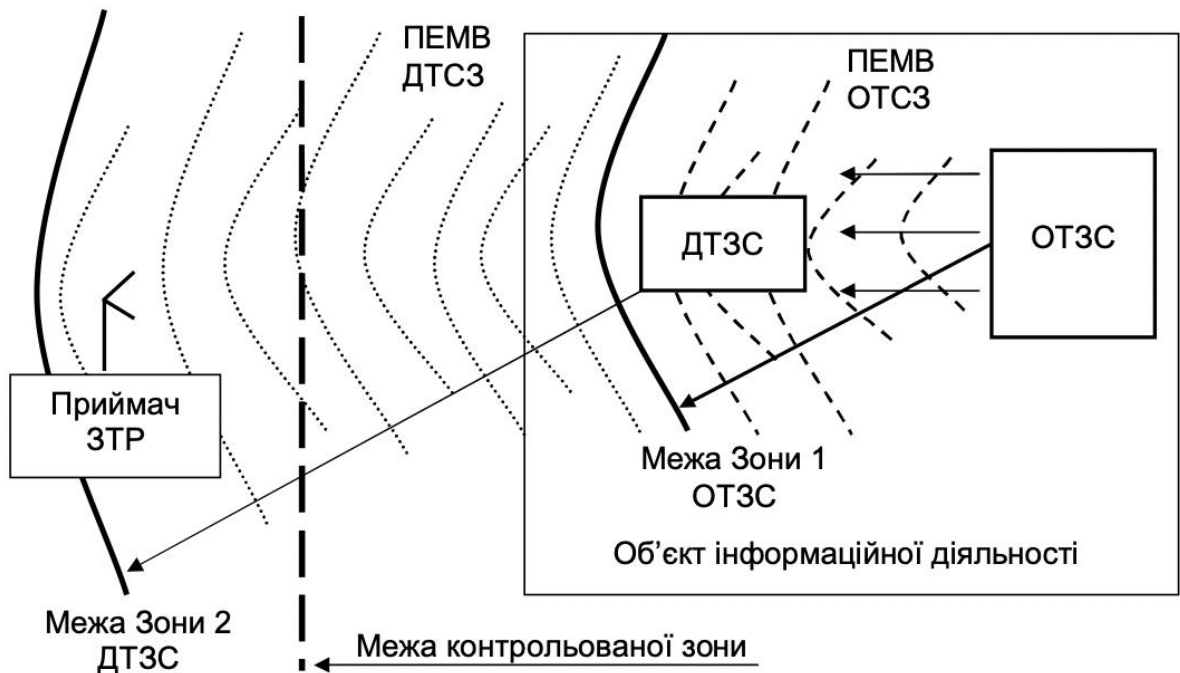 ПЕМВ
ДТСЗ
ПЕМВ
ОТСЗ
ДТЗС
ОТЗС
Приймач
ЗТР
Межа Зони 1
ОТЗС
Об’єкт інформаційної діяльності
Межа Зони 2
ДТЗС
Межа контрольованої зони